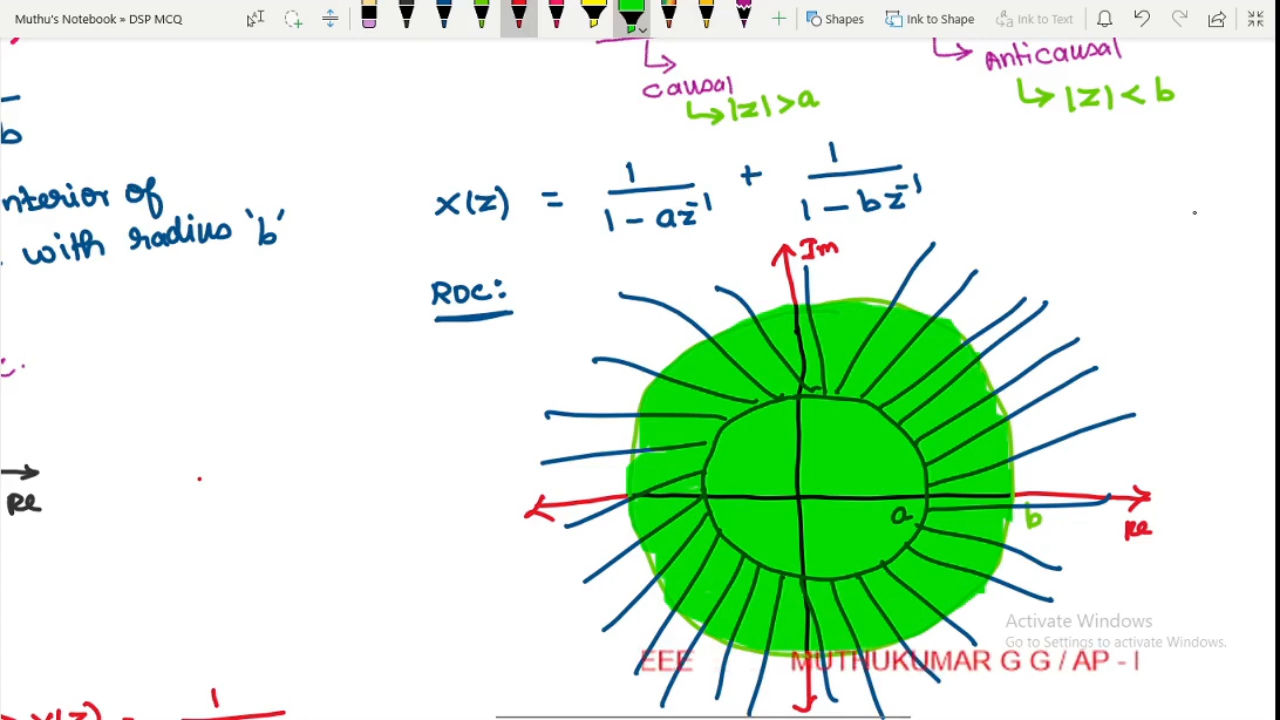 Muthu's Notebook » DSP MCQ
Shapes
Ink to Shape
Ink to Text
causal
↳ |z| > a
Anticausal
↳ |z| < b
b
nterior of
with radius 'b'
X(z) = 1/(1 - az⁻¹) + 1/(1 - bz⁻¹)
ROC:
Im
a
b
Re
Re
Activate Windows
Go to Settings to activate Windows.
EEE MUTHUKUMAR G G / AP - I
X(z) = 1